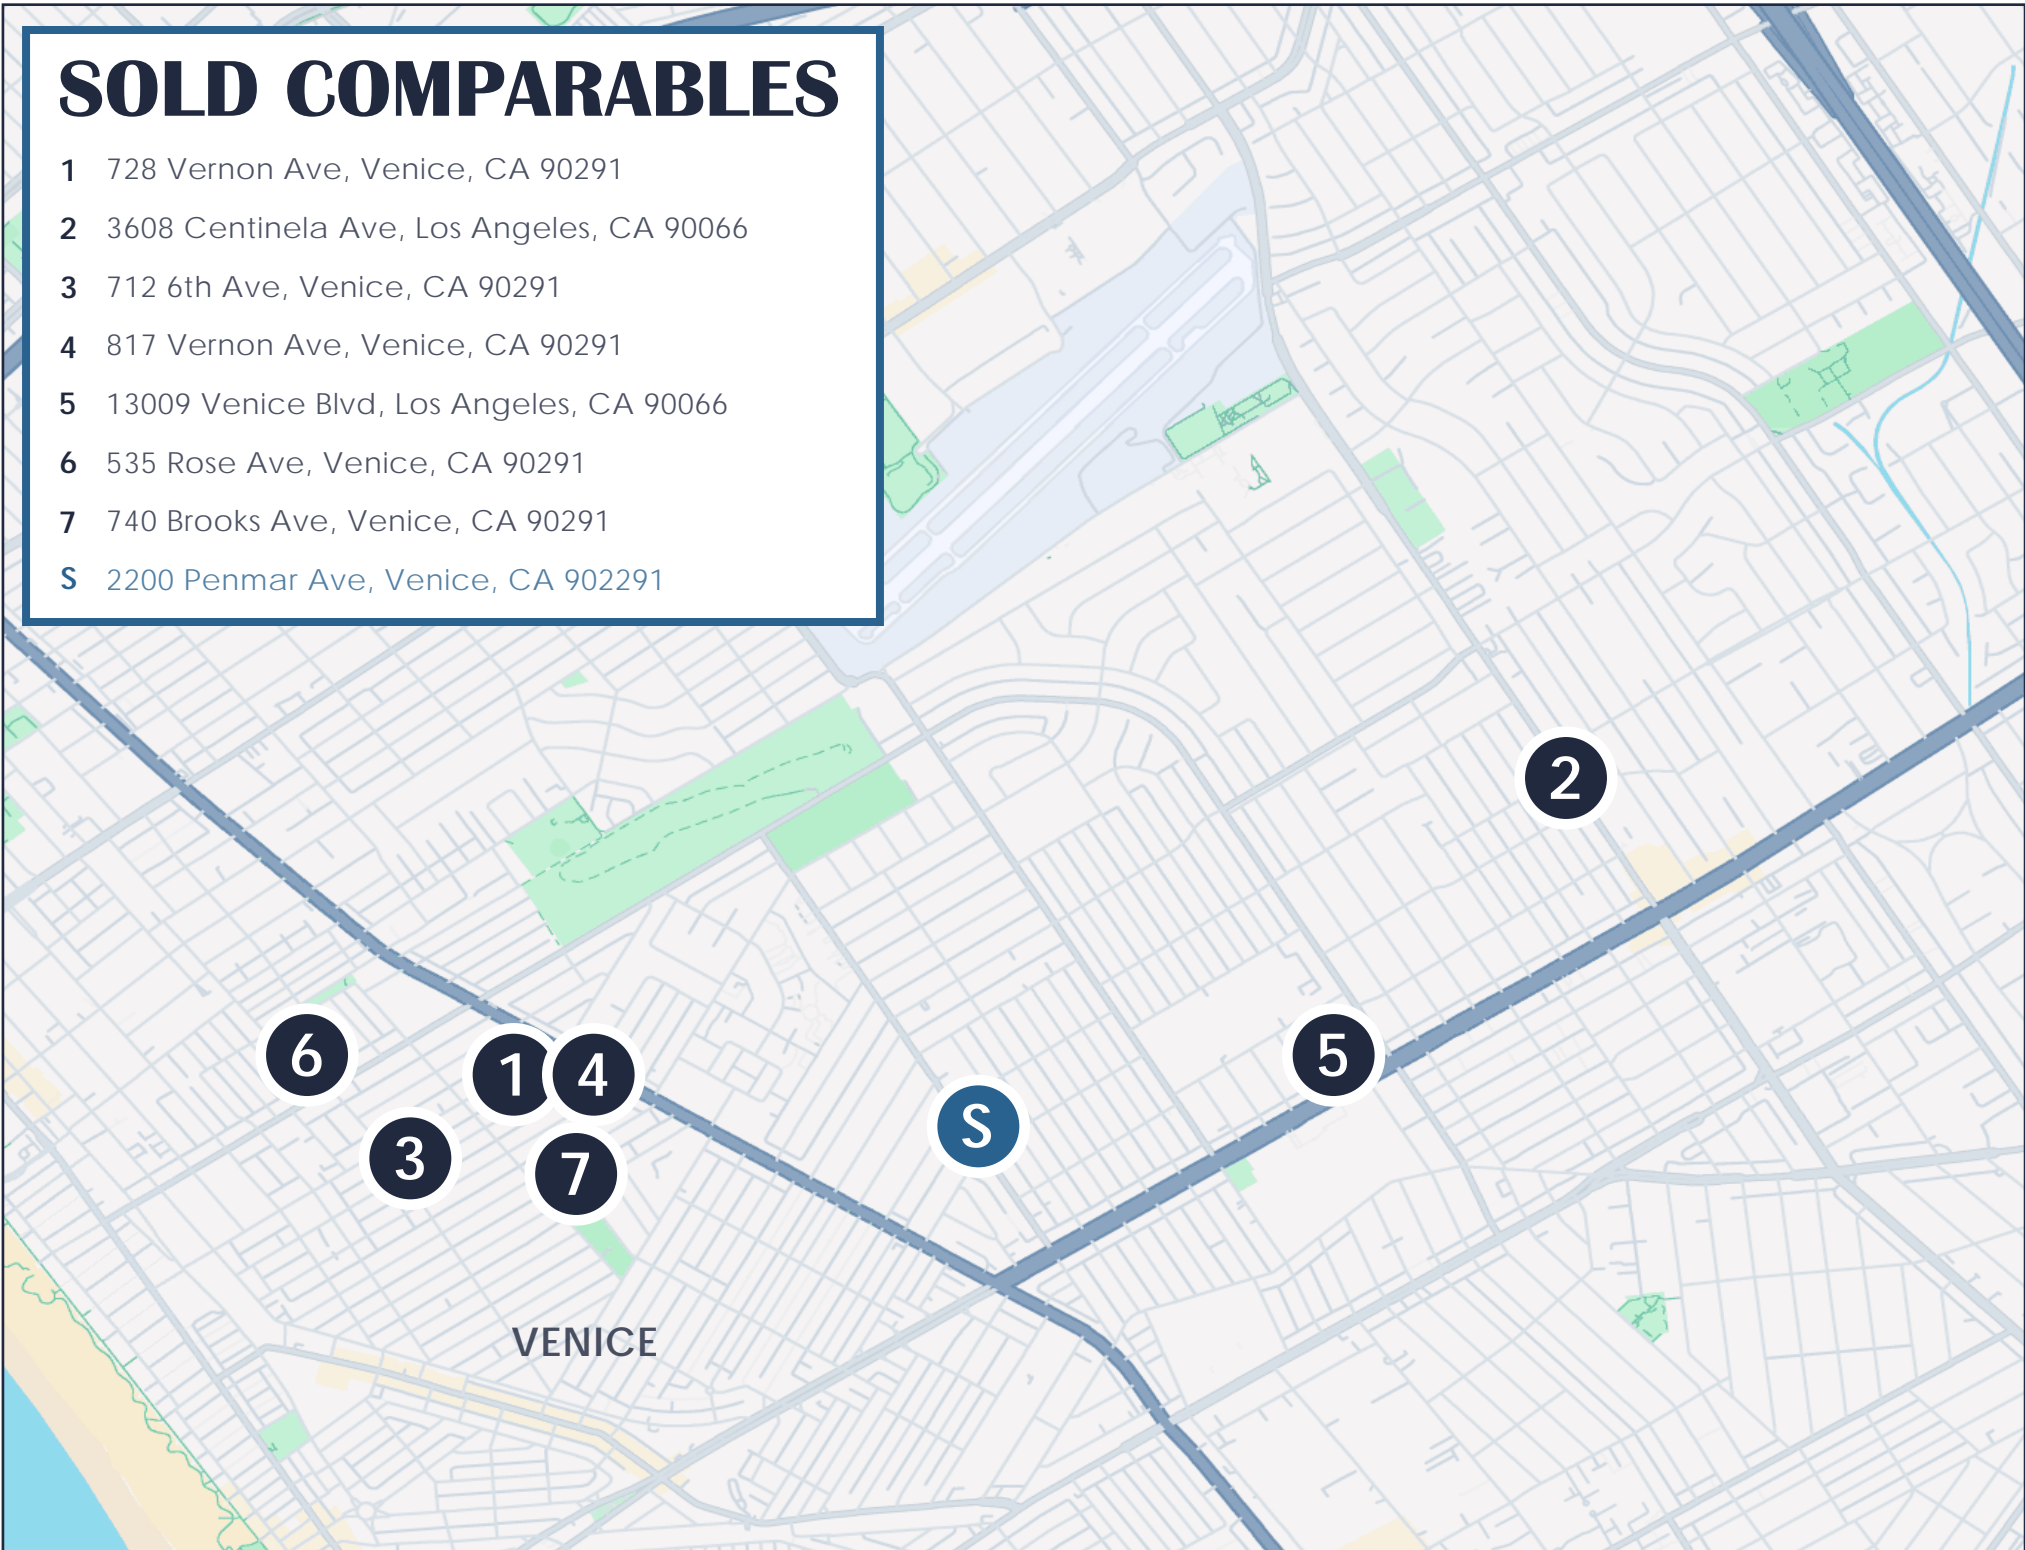 SOLD COMPARABLES
1 728 Vernon Ave, Venice, CA 90291
2 3608 Centinela Ave, Los Angeles, CA 90066
3 712 6th Ave, Venice, CA 90291
4 817 Vernon Ave, Venice, CA 90291
5 13009 Venice Blvd, Los Angeles, CA 90066
6 535 Rose Ave, Venice, CA 90291
7 740 Brooks Ave, Venice, CA 90291
S 2200 Penmar Ave, Venice, CA 902291
2
6
1
4
5
S
3
7
VENICE